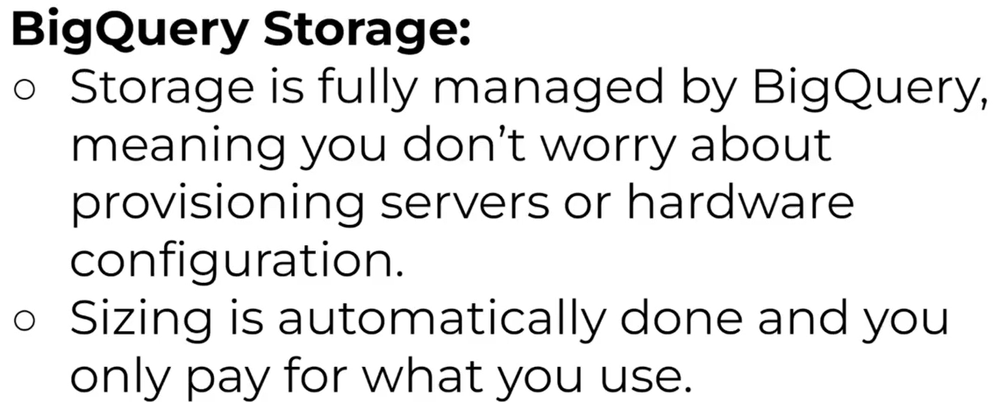 BigQuery Storage:
○ Storage is fully managed by BigQuery,
meaning you don’t worry about
provisioning servers or hardware
configuration.
○ Sizing is automatically done and you
only pay for what you use.